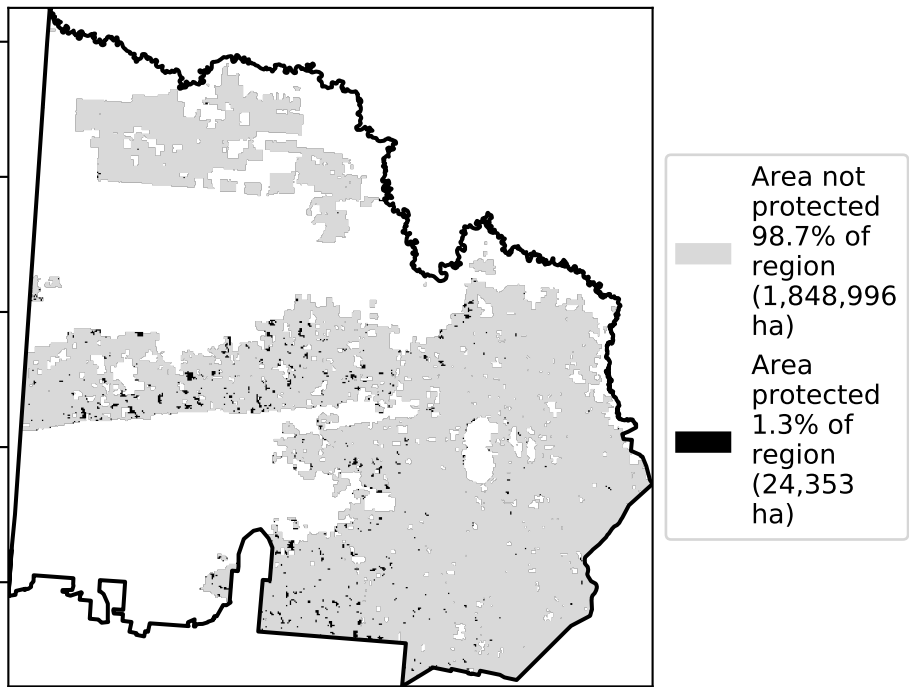 Area not
protected
98.7% of
region
(1,848,996
ha)
Area
protected
1.3% of
region
(24,353
ha)